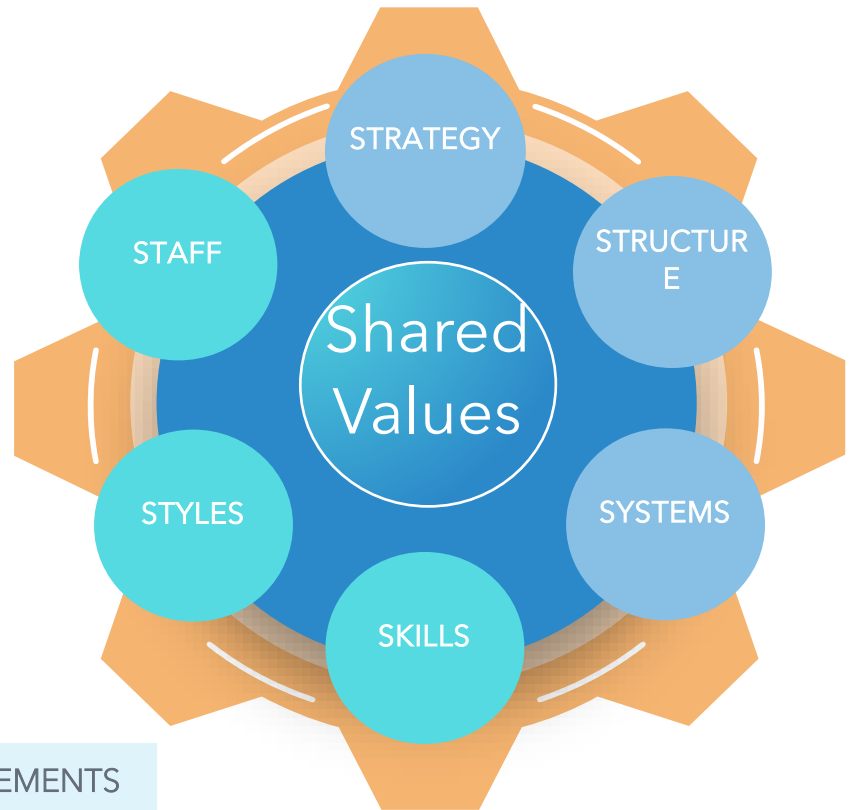 STRATEGY
STAFF
STRUCTUR
E
Shared
Values
STYLES
SYSTEMS
SKILLS
EMENTS